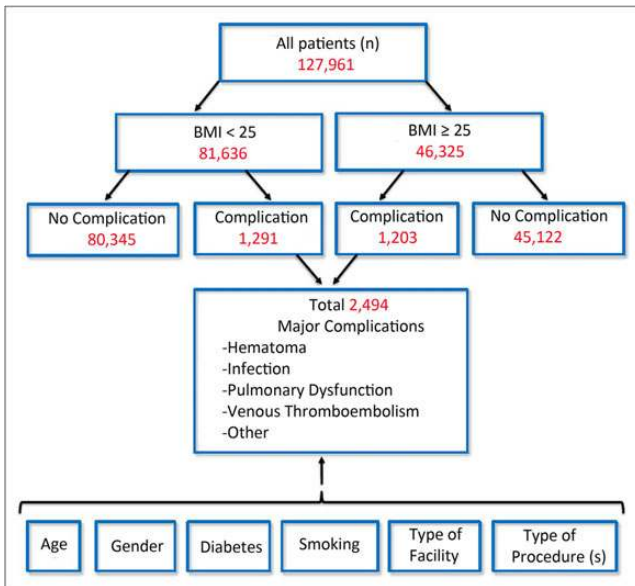 All patients (n)
127,961
BMI < 25
81,636
BMI ≥ 25
46,325
No Complication
80,345
Complication
1,291
Complication
1,203
No Complication
45,122
Total 2,494
Major Complications
-Hematoma
-Infection
-Pulmonary Dysfunction
-Venous Thromboembolism
-Other
Age
Gender
Diabetes
Smoking
Type of
Facility
Type of
Procedure (s)